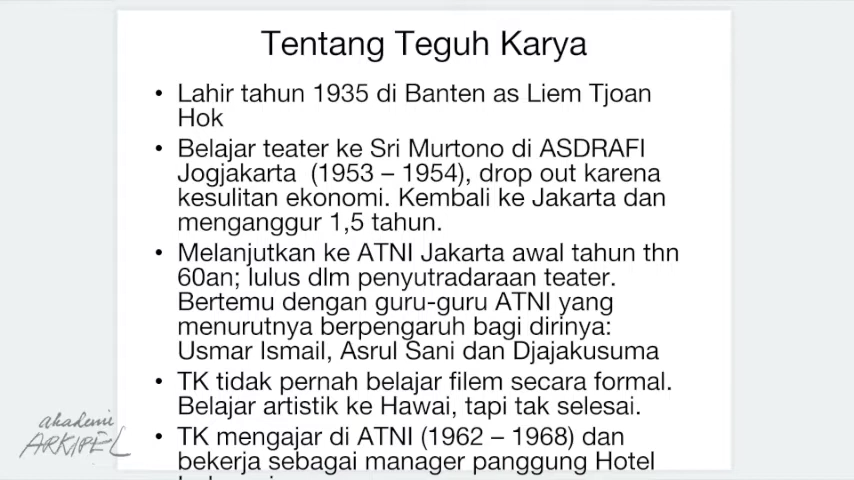 Tentang Teguh Karya
• Lahir tahun 1935 di Banten as Liem Tjoan
Hok
• Belajar teater ke Sri Murtono di ASDRAFI
Jogjakarta (1953 – 1954), drop out karena
kesulitan ekonomi. Kembali ke Jakarta dan
menganggur 1,5 tahun.
• Melanjutkan ke ATNI Jakarta awal tahun thn
60an; lulus dlm penyutradaraan teater.
Bertemu dengan guru-guru ATNI yang
menurutnya berpengaruh bagi dirinya:
Usmar Ismail, Asrul Sani dan Djajakusuma
• TK tidak pernah belajar filem secara formal.
Belajar artistik ke Hawai, tapi tak selesai.
• TK mengajar di ATNI (1962 – 1968) dan
bekerja sebagai manager panggung Hotel
akademi
ARKIPEL